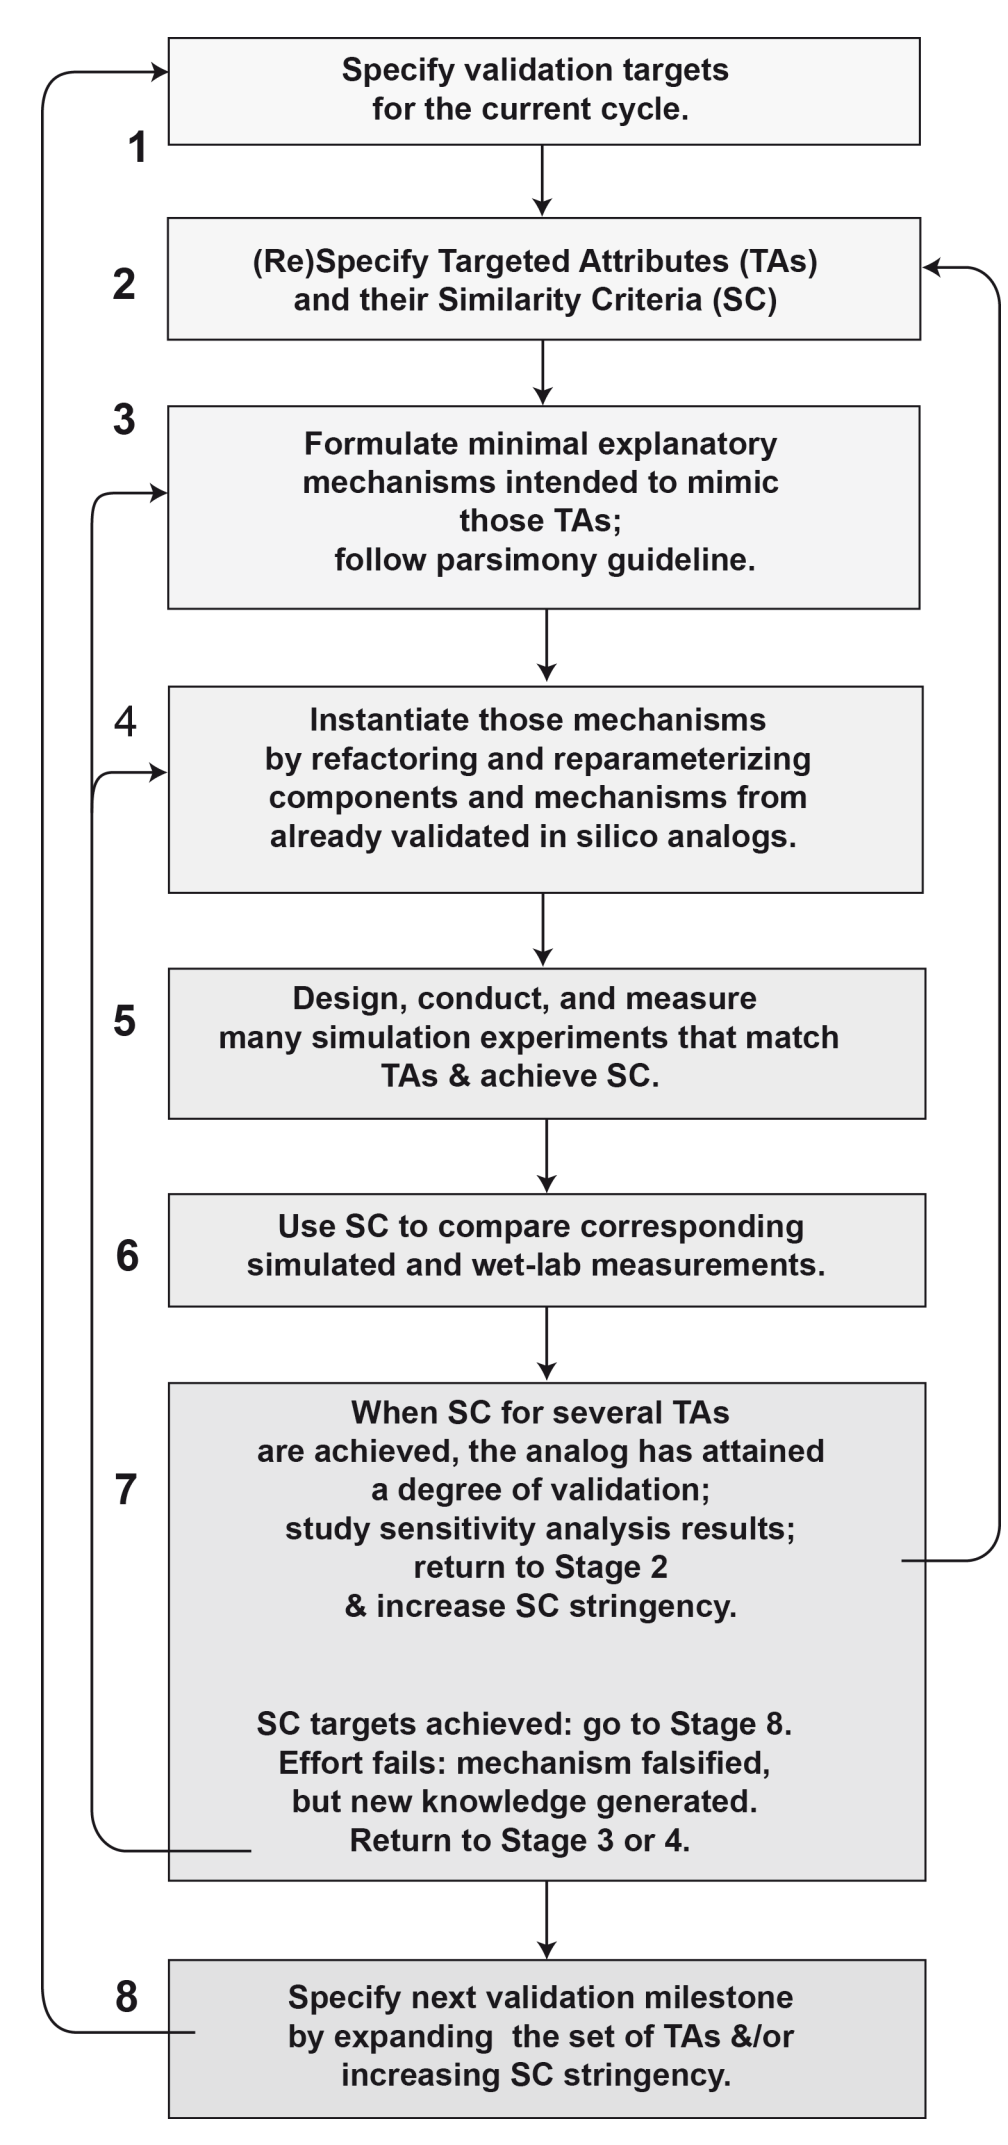 Specify validation targets
for the current cycle.
1
2
(Re)Specify Targeted Attributes (TAs)
and their Similarity Criteria (SC)
3
Formulate minimal explanatory
mechanisms intended to mimic
those TAs;
follow parsimony guideline.
4
Instantiate those mechanisms
by refactoring and reparameterizing
components and mechanisms from
already validated in silico analogs.
5
Design, conduct, and measure
many simulation experiments that match
TAs & achieve SC.
6
Use SC to compare corresponding
simulated and wet-lab measurements.
7
When SC for several TAs
are achieved, the analog has attained
a degree of validation;
study sensitivity analysis results;
return to Stage 2
& increase SC stringency.
SC targets achieved: go to Stage 8.
Effort fails: mechanism falsified,
but new knowledge generated.
Return to Stage 3 or 4.
8
Specify next validation milestone
by expanding the set of TAs &/or
increasing SC stringency.